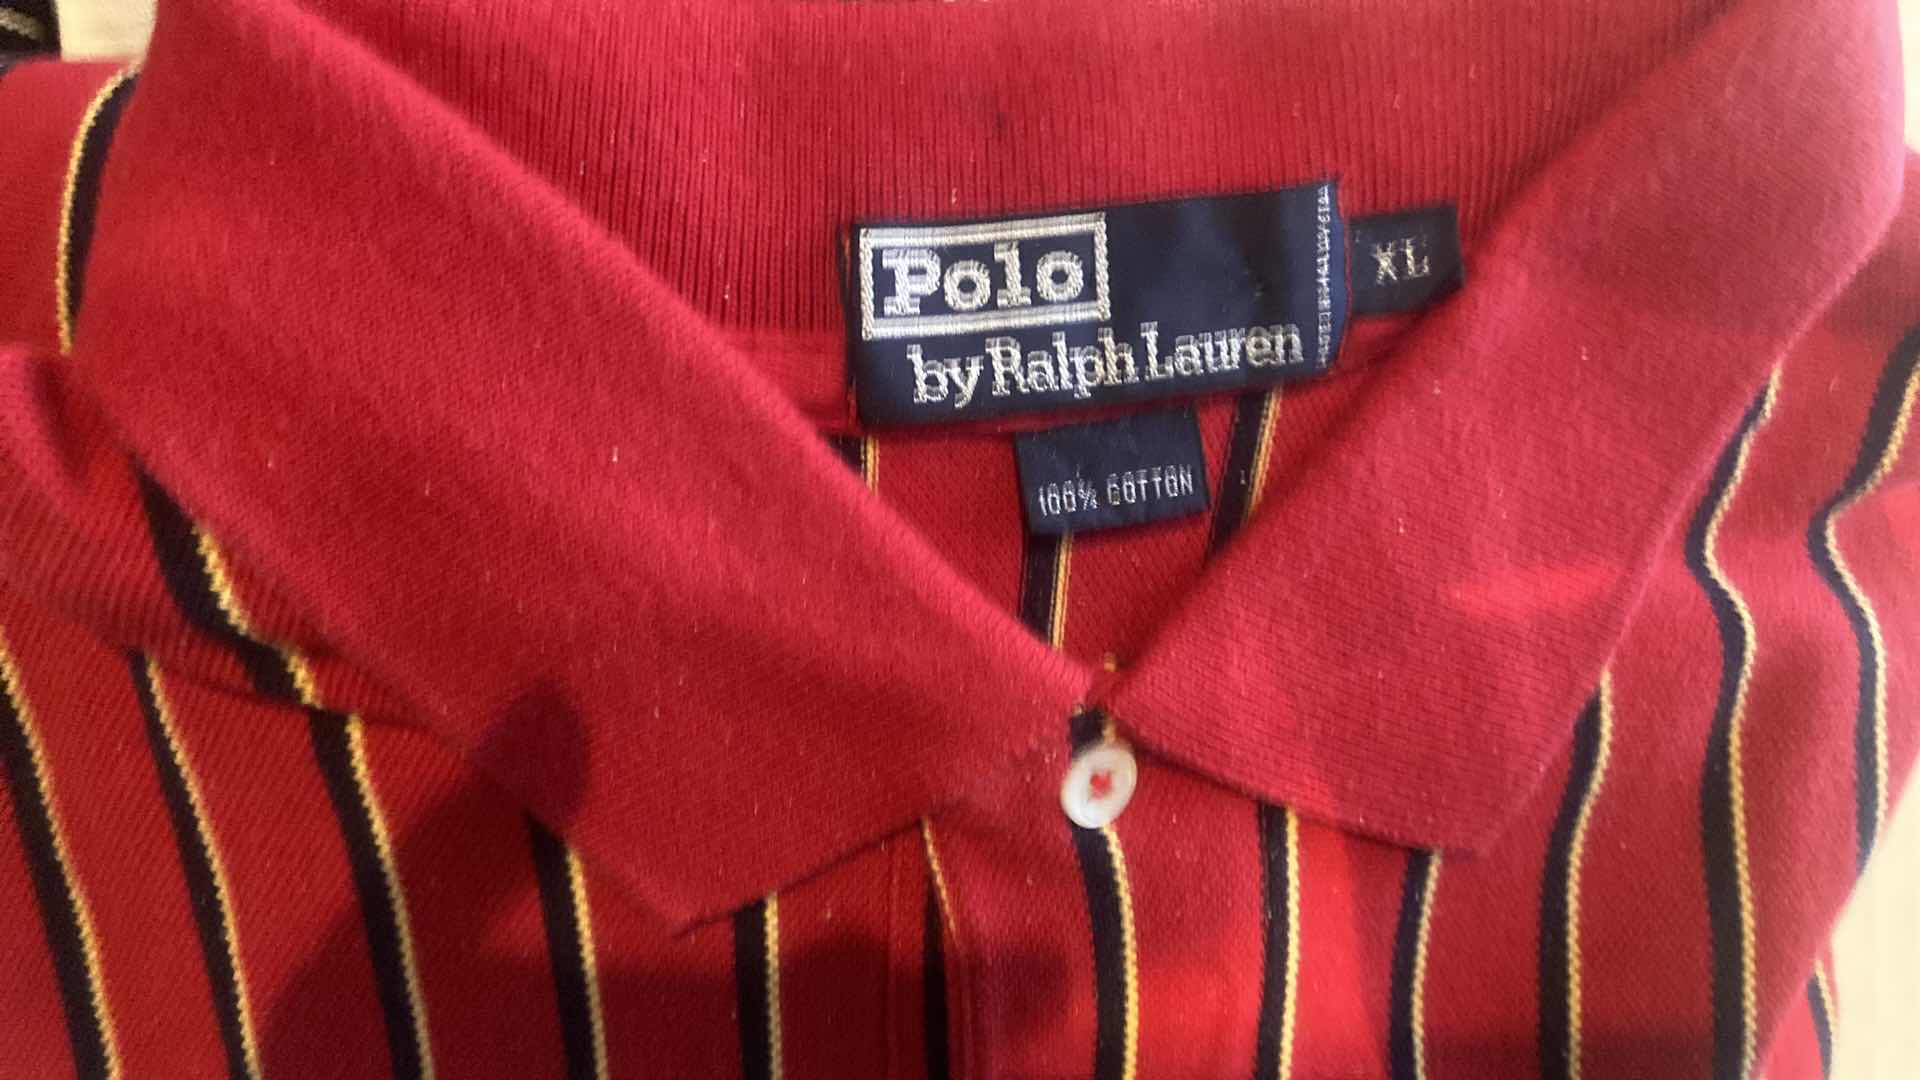 Polo
by Ralph Lauren
XL
100% COTTON